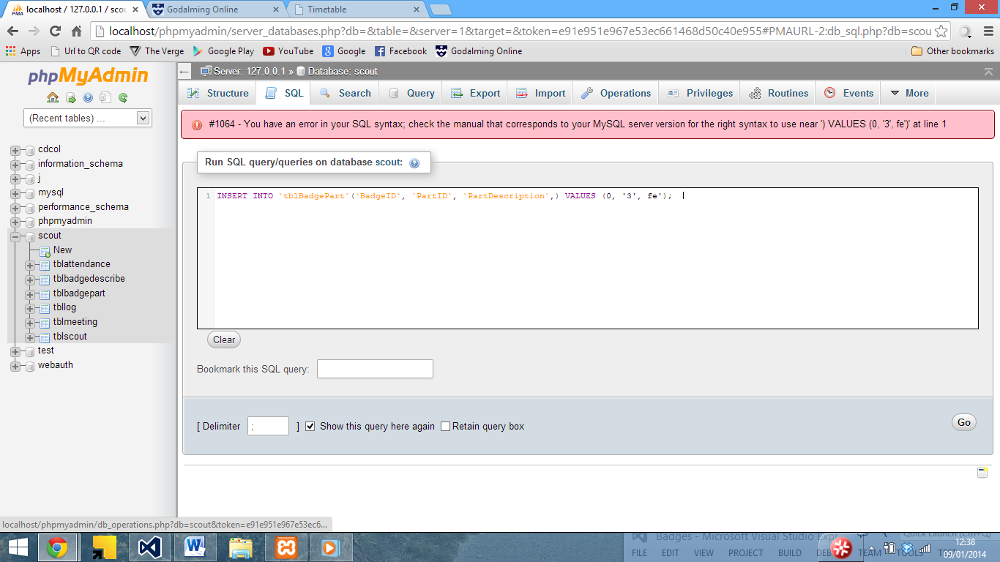 localhost / 127.0.0.1 / scou
Godalming Online
Timetable
localhost/phpmyadmin/server_databases.php?db=&table=&server=1&target=&token=e91e951e967e53ec661468d50c40e955#PMAURL-2:db_sql.php?db=scou
Apps Url to QR code The Verge Google Play YouTube Google Facebook Godalming Online Other bookmarks
phpMyAdmin
(Recent tables) ...
cdcol
information_schema
j
mysql
performance_schema
phpmyadmin
scout
New
tblattendance
tblbadgedescribe
tblbadgepart
tbllog
tblmeeting
tblscout
test
webauth
Server: 127.0.0.1 » Database: scout
Structure SQL Search Query Export Import Operations Privileges Routines Events More
#1064 - You have an error in your SQL syntax; check the manual that corresponds to your MySQL server version for the right syntax to use near ') VALUES (0, '3', fe')' at line 1
Run SQL query/queries on database scout:
1 INSERT INTO `tblBadgePart`(`BadgeID`, `PartID`, `PartDescription`,) VALUES (0, '3', fe');
Clear
Bookmark this SQL query:
[ Delimiter ; ] Show this query here again Retain query box
Go
localhost/phpmyadmin/db_operations.php?db=scout&token=e91e951e967e53ec6...
Badges - Microsoft Visual Studio Expr
Quick Launch (Ctrl+Q)
FILE EDIT VIEW PROJECT BUILD DEB TEAM TOOLS
12:38
09/01/2014